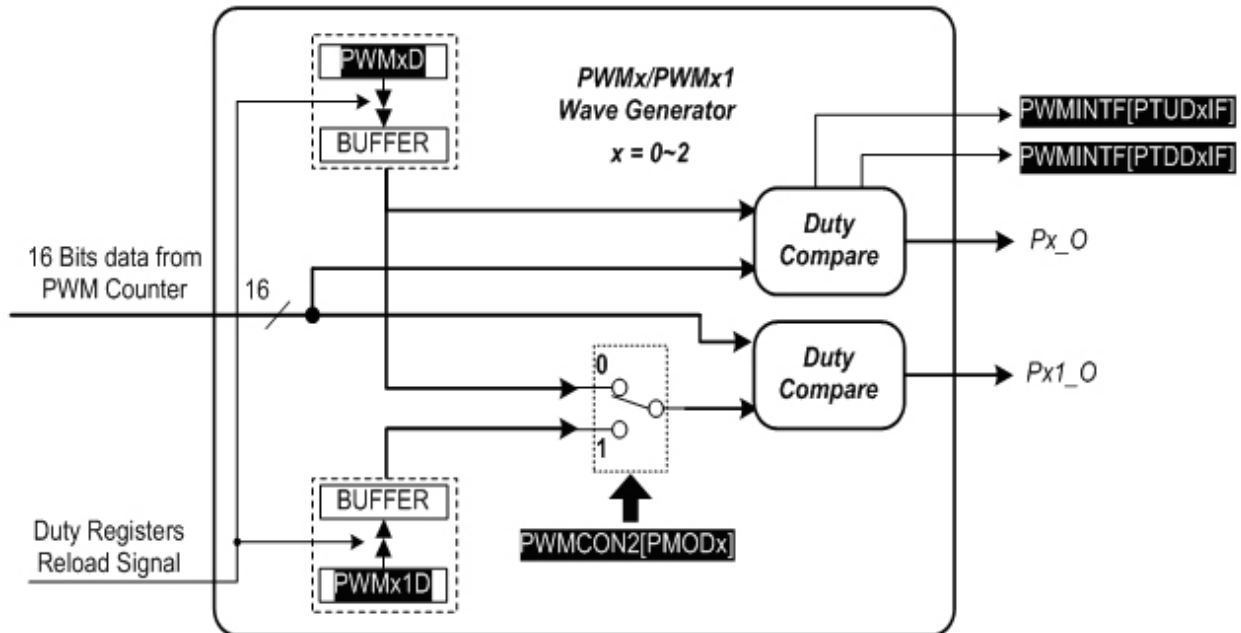 PWMxD
BUFFER
PWMx/PWMx1
Wave Generator
x = 0~2
PWMINTF[PTUDxIF]
PWMINTF[PTDDxIF]
Duty
Compare
Px_O
16 Bits data from
PWM Counter
16
Duty
Compare
Px1_O
0
1
BUFFER
PWMx1D
Duty Registers
Reload Signal
PWMCON2[PMODx]